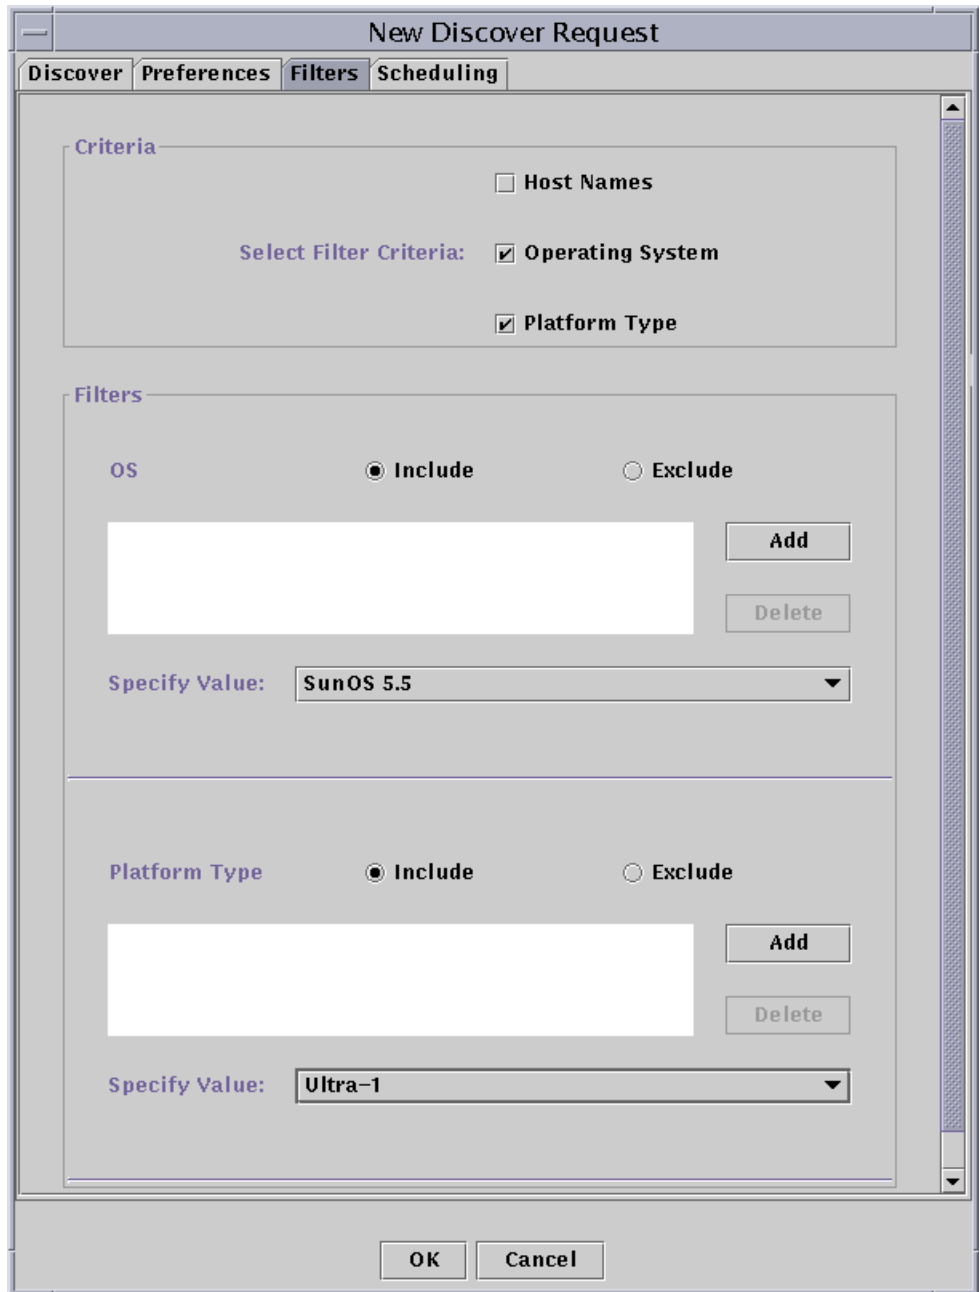 New Discover Request
Discover Preferences Filters Scheduling
Criteria
Host Names
Select Filter Criteria: Operating System
Platform Type
Filters
OS Include Exclude
Add
Delete
Specify Value: SunOS 5.5
Platform Type Include Exclude
Add
Delete
Specify Value: Ultra-1
OK Cancel